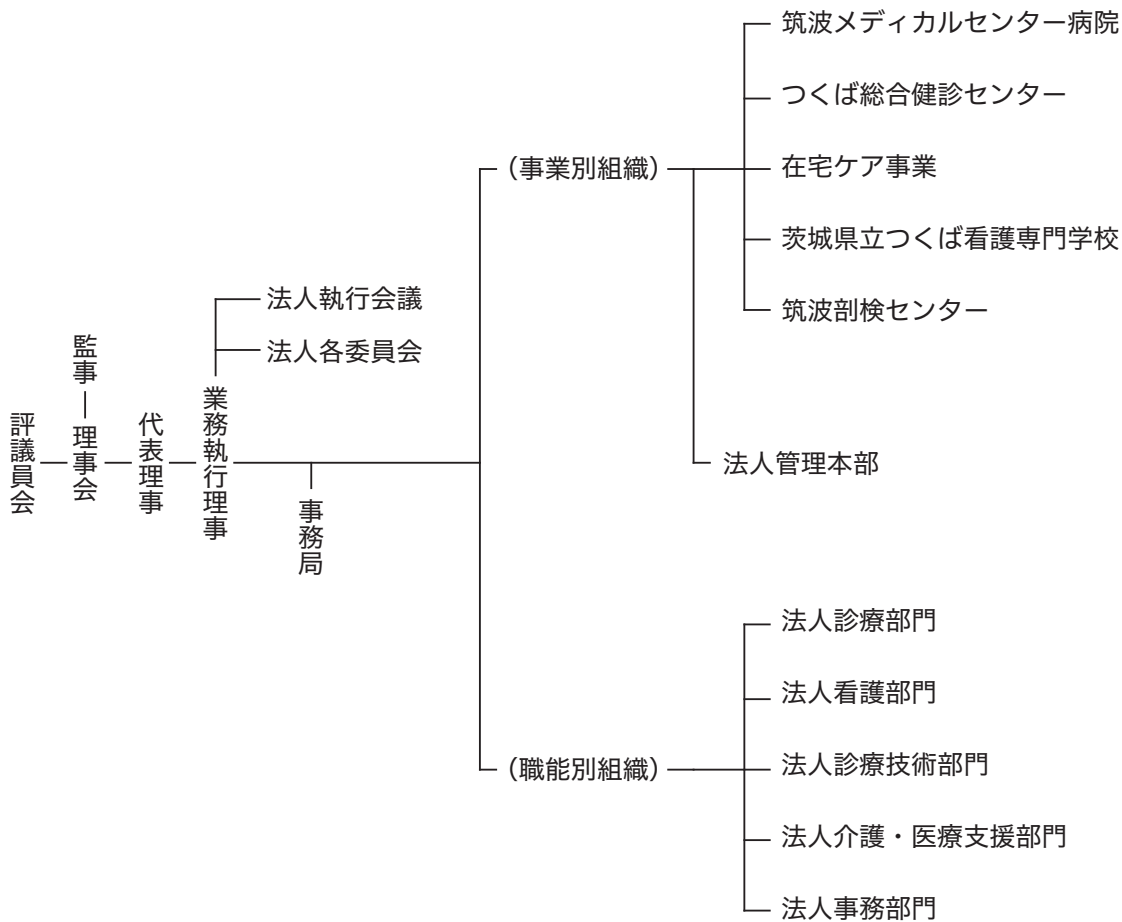 評議員会
監事
理事会
代表理事
業務執行理事
法人執行会議
法人各委員会
事務局
（事業別組織）
筑波メディカルセンター病院
つくば総合健診センター
在宅ケア事業
茨城県立つくば看護専門学校
筑波剖検センター
法人管理本部
（職能別組織）
法人診療部門
法人看護部門
法人診療技術部門
法人介護・医療支援部門
法人事務部門